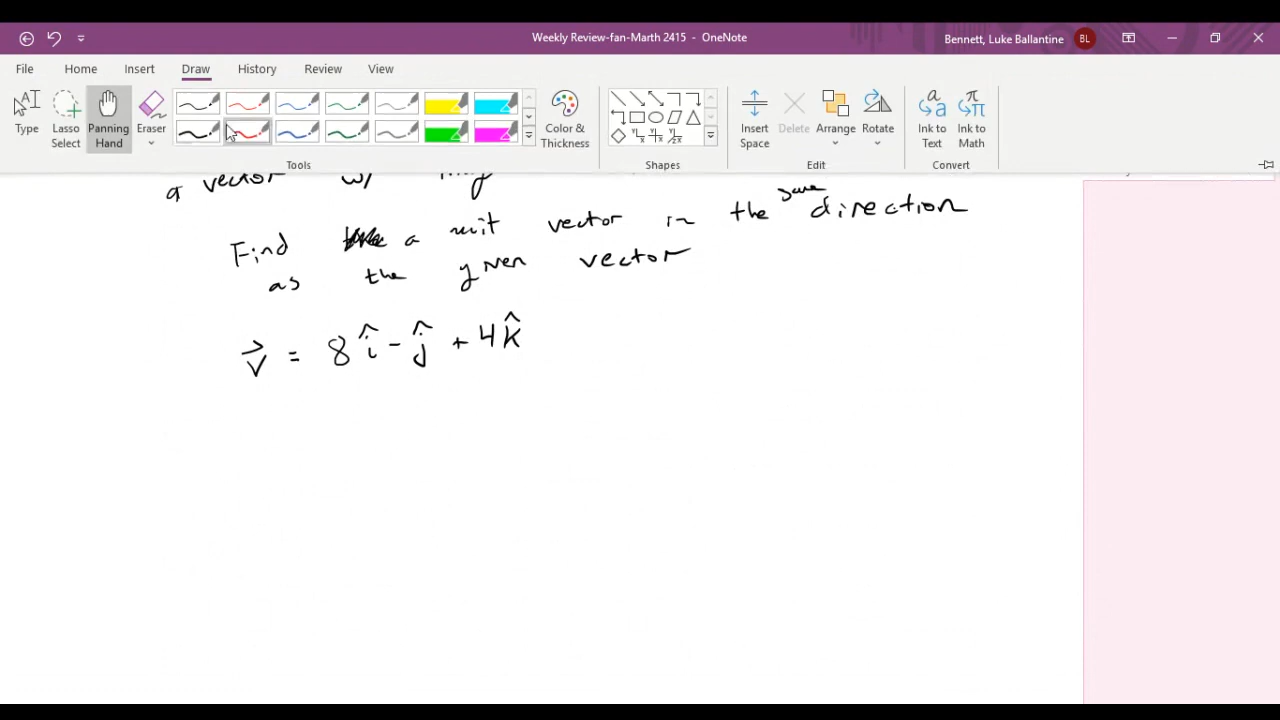 Weekly Review-fan-Marth 2415 - OneNote
Bennett, Luke Ballantine BL
File Home Insert Draw History Review View
Type
Lasso Select
Panning Hand
Eraser
Color & Thickness
Insert Space
Delete
Arrange
Rotate
Ink to Text
Ink to Math
Tools
Shapes
Edit
Convert
a vector w/
same
Find a unit vector in the direction
as the given vector
v⃗ = 8î - ĵ + 4k̂